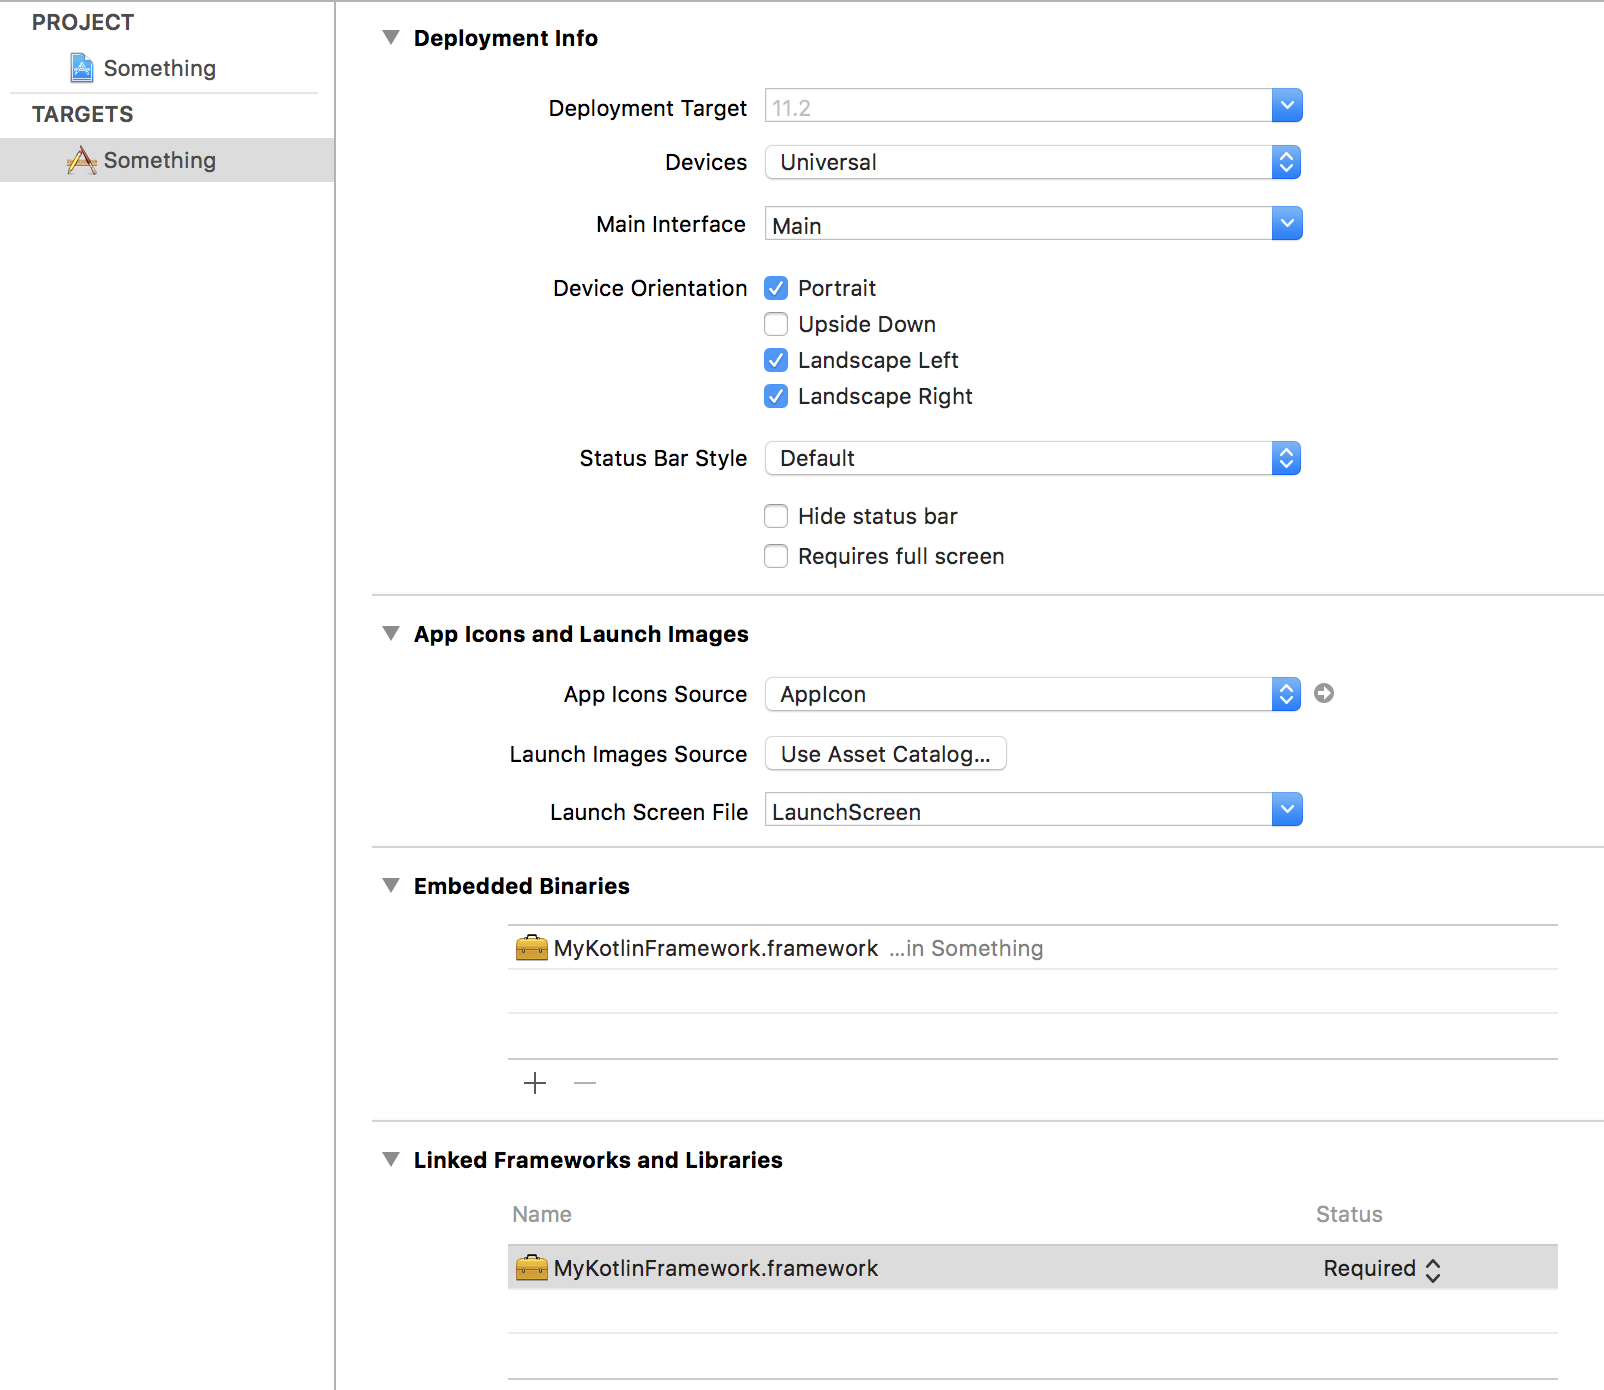 PROJECT
Something
TARGETS
Something
Deployment Info
Deployment Target 11.2
Devices Universal
Main Interface Main
Device Orientation Portrait
Upside Down
Landscape Left
Landscape Right
Status Bar Style Default
Hide status bar
Requires full screen
App Icons and Launch Images
App Icons Source AppIcon
Launch Images Source Use Asset Catalog...
Launch Screen File LaunchScreen
Embedded Binaries
MyKotlinFramework.framework ...in Something
Linked Frameworks and Libraries
Name Status
MyKotlinFramework.framework Required